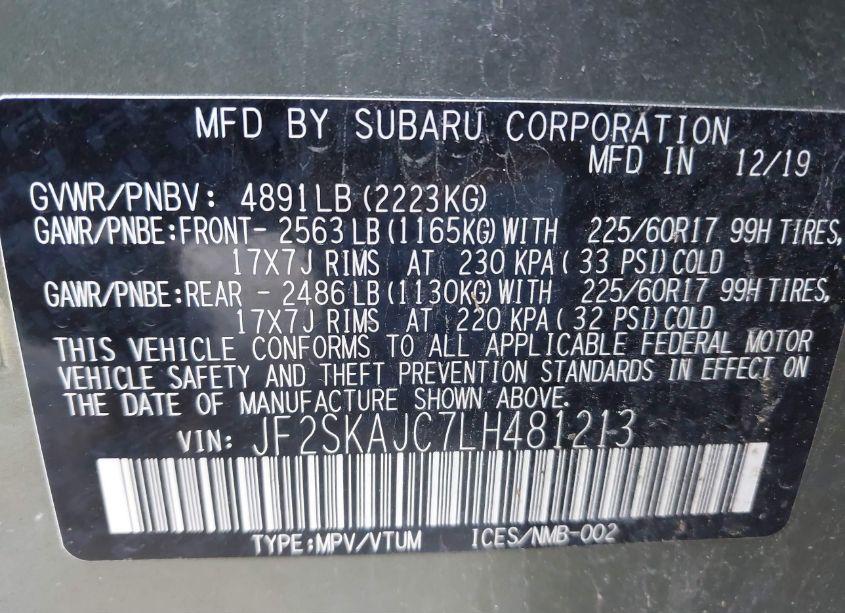 MFD BY SUBARU CORPORATION
MFD IN 12/19
GVWR/PNBV: 4891LB (2223KG)
GAWR/PNBE:FRONT- 2563 LB (1165KG) WITH 225/60R17 99H TIRES,
17X7J RIMS AT 230 KPA ( 33 PSI) COLD
GAWR/PNBE:REAR - 2486 LB (1130KG) WITH 225/60R17 99H TIRES,
17X7J RIMS AT 220 KPA ( 32 PSI) COLD
THIS VEHICLE CONFORMS TO ALL APPLICABLE FEDERAL MOTOR
VEHICLE SAFETY AND THEFT PREVENTION STANDARDS IN EFFECT ON
THE DATE OF MANUFACTURE SHOWN ABOVE.
VIN: JF2SKAJC7LH481213
TYPE:MPV/VTUM ICES/NMB-002